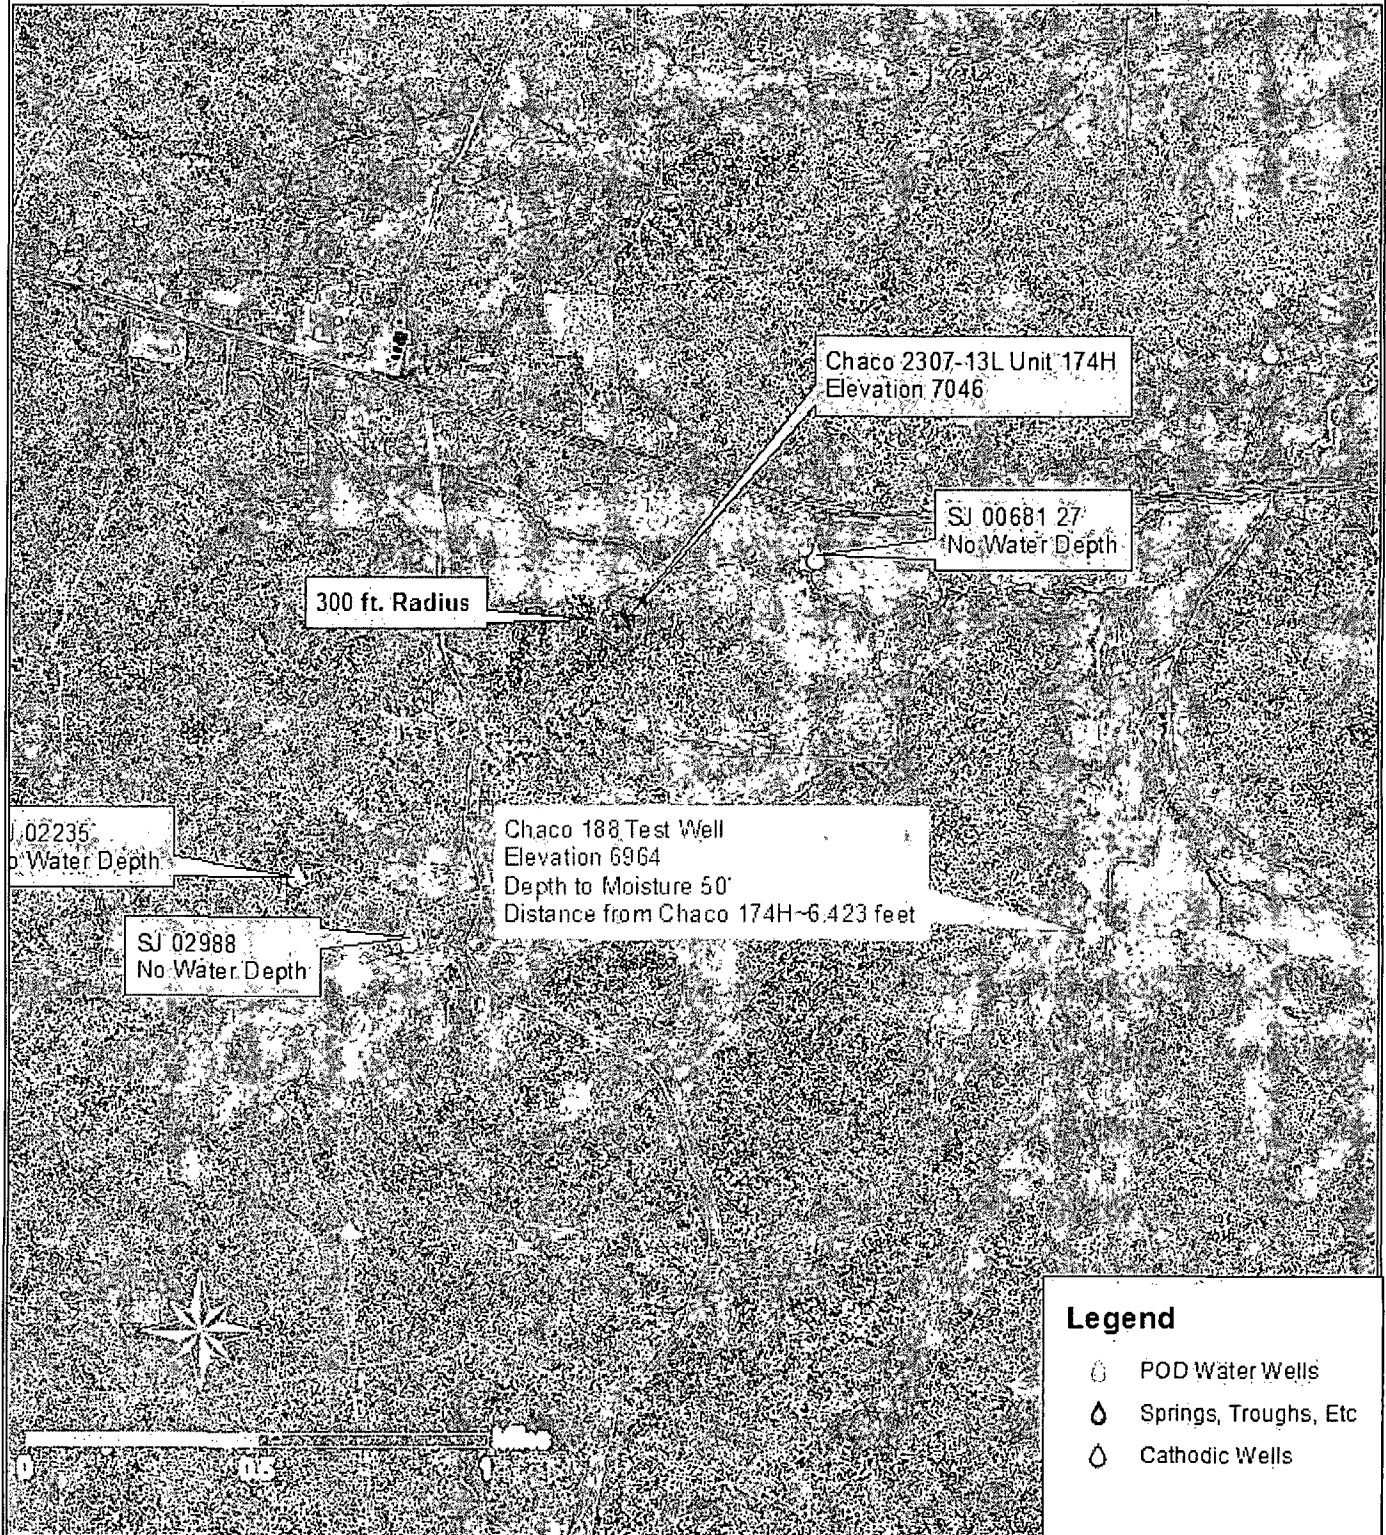 Chaco 2307-13L Unit 174H
Elevation 7046
SJ 00681 27
No Water Depth
300 ft. Radius
02235
Water Depth
Chaco 188 Test Well
Elevation 6964
Depth to Moisture 50'
Distance from Chaco 174H~6.423 feet
SJ 02988
No Water Depth
Legend
POD Water Wells
Springs, Troughs, Etc
Cathodic Wells
0
0.5
1